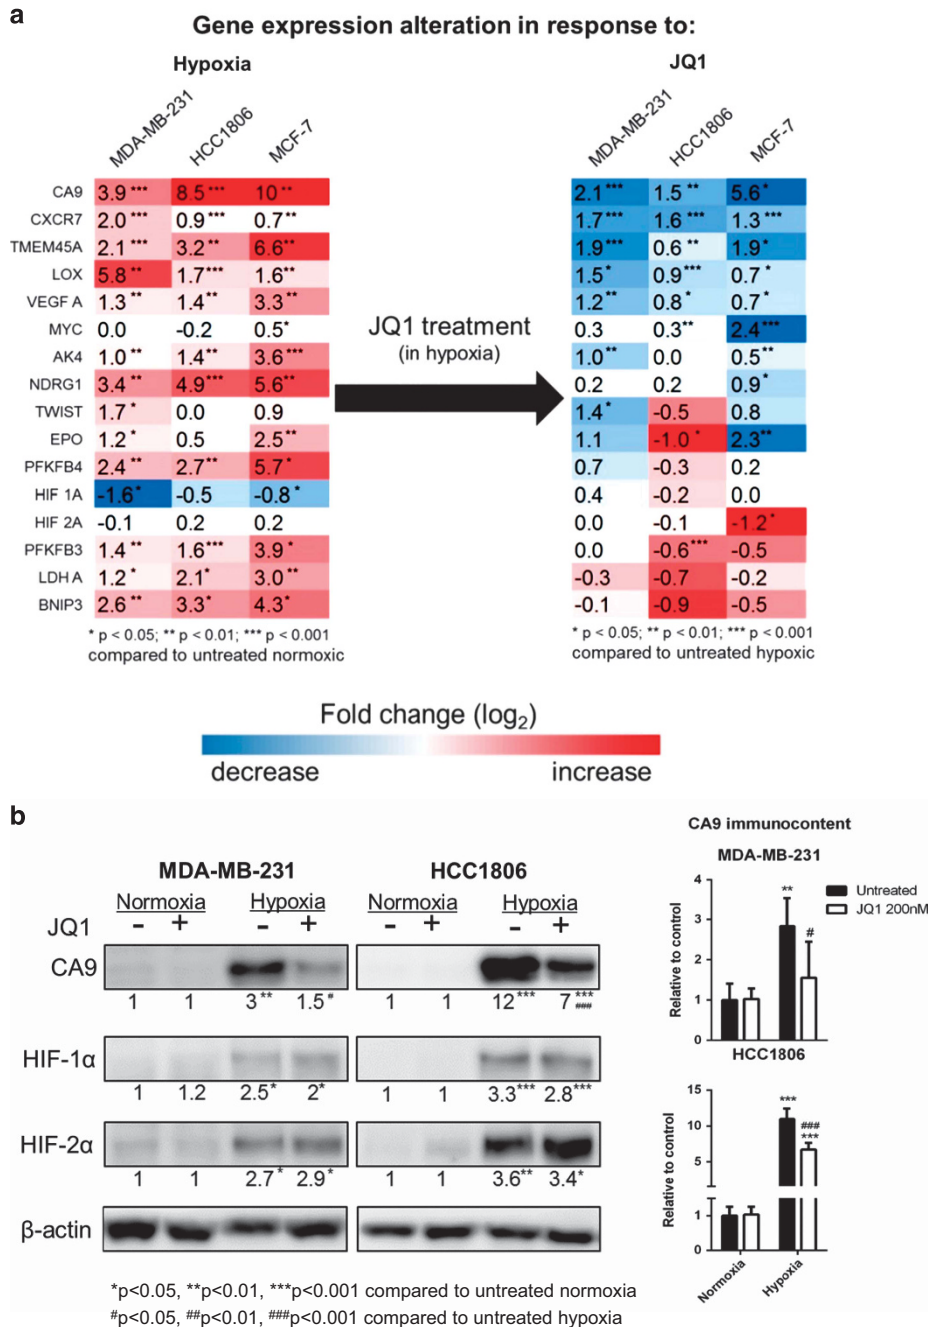 a
Gene expression alteration in response to:
Hypoxia
JQ1
MDA-MB-231 HCC1806 MCF-7
MDA-MB-231 HCC1806 MCF-7
CA9 3.9 *** 8.5 *** 10 ** 2.1 *** 1.5 ** 5.6 *
CXCR7 2.0 *** 0.9 *** 0.7 ** 1.7 *** 1.6 *** 1.3 ***
TMEM45A 2.1 *** 3.2 ** 6.6 ** 1.9 *** 0.6 ** 1.9 *
LOX 5.8 ** 1.7 *** 1.6 ** 1.5 * 0.9 *** 0.7 *
VEGF A 1.3 ** 1.4 ** 3.3 ** 1.2 ** 0.8 * 0.7 *
MYC 0.0 -0.2 0.5 * 0.3 0.3 ** 2.4 ***
AK4 1.0 ** 1.4 ** 3.6 *** 1.0 ** 0.0 0.5 **
NDRG1 3.4 ** 4.9 *** 5.6 ** 0.2 0.2 0.9 *
TWIST 1.7 * 0.0 0.9 1.4 * -0.5 0.8
EPO 1.2 * 0.5 2.5 ** 1.1 -1.0 * 2.3 **
PFKFB4 2.4 ** 2.7 ** 5.7 * 0.7 -0.3 0.2
HIF 1A -1.6 * -0.5 -0.8 * 0.4 -0.2 0.0
HIF 2A -0.1 0.2 0.2 0.0 -0.1 -1.2 *
PFKFB3 1.4 ** 1.6 *** 3.9 * 0.0 -0.6 *** -0.5
LDH A 1.2 * 2.1 * 3.0 ** -0.3 -0.7 -0.2
BNIP3 2.6 ** 3.3 * 4.3 * -0.1 -0.9 -0.5
JQ1 treatment
(in hypoxia)
* p < 0.05; ** p < 0.01; *** p < 0.001
compared to untreated normoxic
* p < 0.05; ** p < 0.01; *** p < 0.001
compared to untreated hypoxic
Fold change (log2)
decrease increase
b
MDA-MB-231 HCC1806
Normoxia Hypoxia Normoxia Hypoxia
JQ1 - + - + - + - +
CA9
1 1 3 ** 1.5 # 1 1 12 *** 7 *** ###
HIF-1α
1 1.2 2.5 * 2 * 1 1 3.3 *** 2.8 ***
HIF-2α
1 1 2.7 * 2.9 * 1 1 3.6 ** 3.4 *
β-actin
*p<0.05, **p<0.01, ***p<0.001 compared to untreated normoxia
#p<0.05, ##p<0.01, ###p<0.001 compared to untreated hypoxia
CA9 immunocontent
MDA-MB-231
Relative to control
4
3
2
1
0
** #
Untreated
JQ1 200nM
HCC1806
Relative to control
15
10
5
1
0
***
###
***
Normoxia Hypoxia